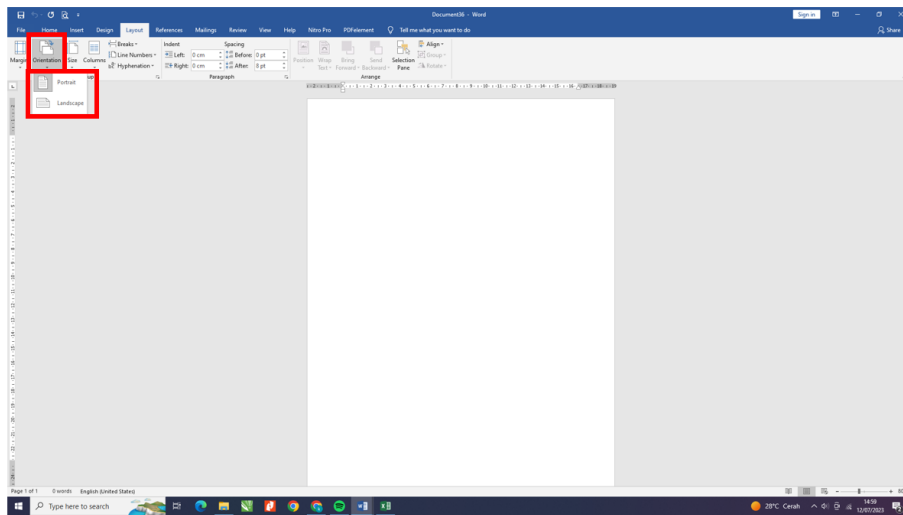 Document36 - Word
Sign in
File Home Insert Design Layout References Mailings Review View Help Nitro Pro PDFelement Tell me what you want to do Share
Orientation Size Columns
Breaks
Line Numbers
Hyphenation
Indent Spacing
Left: 0 cm Before: 0 pt
Right: 0 cm After: 8 pt
Paragraph
Position Wrap Text Bring Forward Send Backward Selection Pane
Align
Group
Rotate
Arrange
Portrait
Landscape
Page 1 of 1 0 words English (United States)
Type here to search
28°C Cerah
14:59
12/07/2023